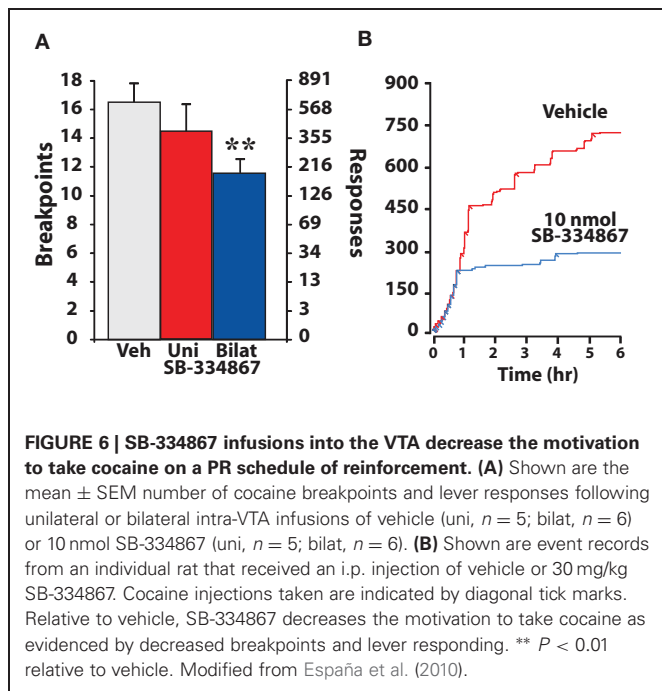 A
B
18
16
14
12
10
8
6
4
2
0
Breakpoints
**
891
568
355
216
126
69
34
13
3
0
Responses
Veh Uni Bilat
SB-334867
900
750
600
450
300
150
0
Vehicle
10 nmol
SB-334867
0 1 2 3 4 5 6
Time (hr)
FIGURE 6 | SB-334867 infusions into the VTA decrease the motivation
to take cocaine on a PR schedule of reinforcement. (A) Shown are the
mean ± SEM number of cocaine breakpoints and lever responses following
unilateral or bilateral intra-VTA infusions of vehicle (uni, n = 5; bilat, n = 6)
or 10 nmol SB-334867 (uni, n = 5; bilat, n = 6). (B) Shown are event records
from an individual rat that received an i.p. injection of vehicle or 30 mg/kg
SB-334867. Cocaine injections taken are indicated by diagonal tick marks.
Relative to vehicle, SB-334867 decreases the motivation to take cocaine as
evidenced by decreased breakpoints and lever responding. ** P < 0.01
relative to vehicle. Modified from España et al. (2010).